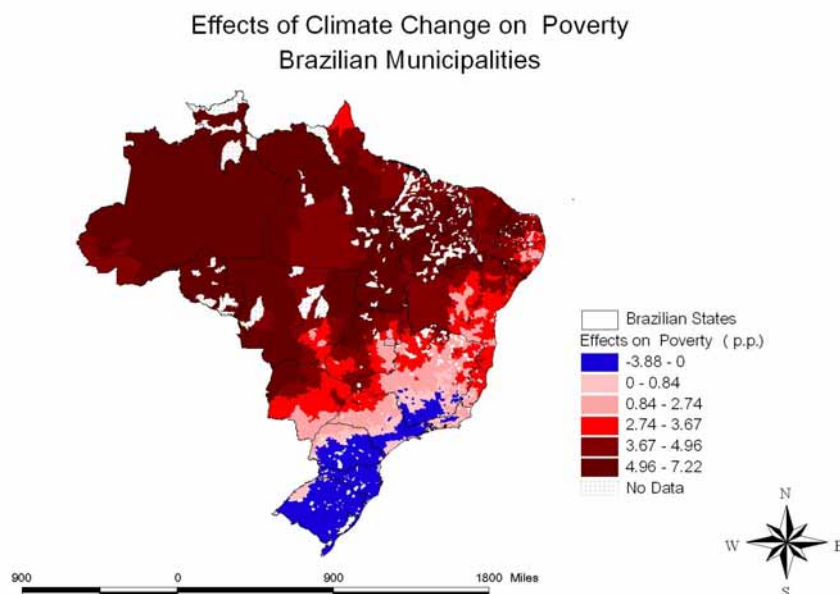 Effects of Climate Change on Poverty
Brazilian Municipalities
Brazilian States
Effects on Poverty ( p.p.)
-3.88 - 0
0 - 0.84
0.84 - 2.74
2.74 - 3.67
3.67 - 4.96
4.96 - 7.22
No Data
N
W E
S
900 0 900 1800 Miles